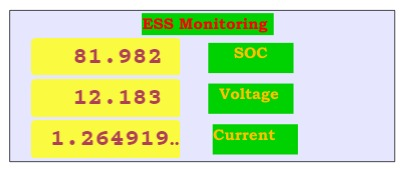 ESS Monitoring
81.982 SOC
12.183 Voltage
1.264919.. Current